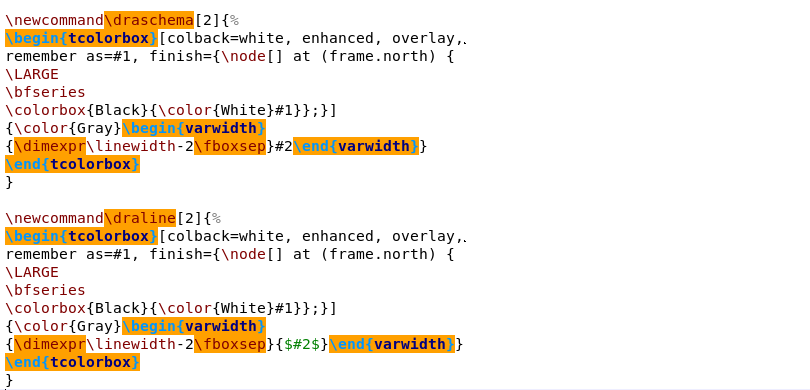 \newcommand\draschema[2]{%
\begin{tcolorbox}[colback=white, enhanced, overlay,
remember as=#1, finish={\node[] at (frame.north) {
\LARGE
\bfseries
\colorbox{Black}{\color{White}#1}};}]
{\color{Gray}\begin{varwidth}
{\dimexpr\linewidth-2\fboxsep}#2\end{varwidth}}
\end{tcolorbox}
}

\newcommand\draline[2]{%
\begin{tcolorbox}[colback=white, enhanced, overlay,
remember as=#1, finish={\node[] at (frame.north) {
\LARGE
\bfseries
\colorbox{Black}{\color{White}#1}};}]
{\color{Gray}\begin{varwidth}
{\dimexpr\linewidth-2\fboxsep}{$#2$}\end{varwidth}}
\end{tcolorbox}
}